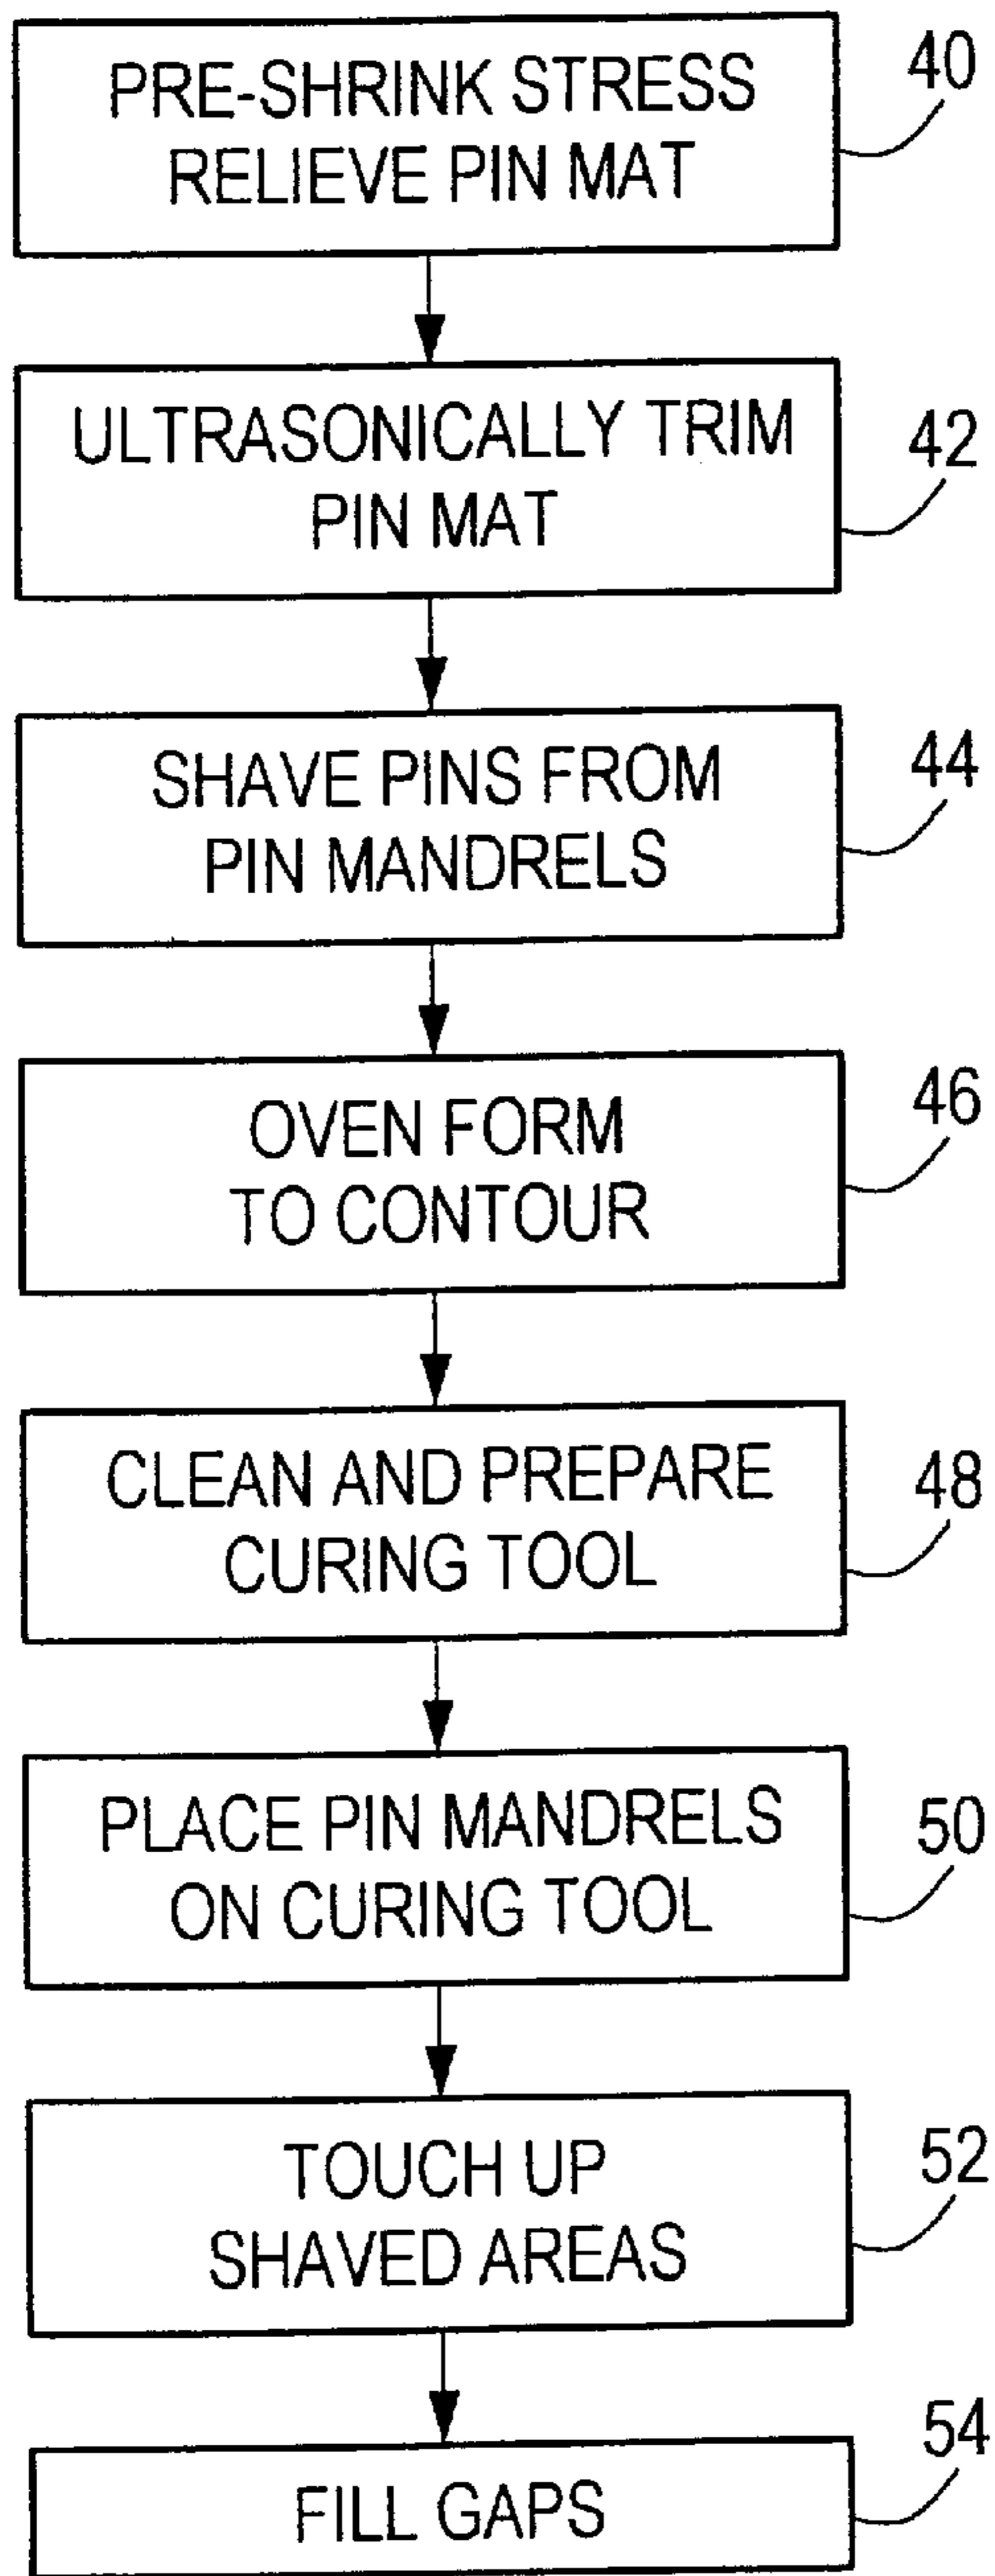 PRE-SHRINK STRESS
RELIEVE PIN MAT
40
ULTRASONICALLY TRIM
PIN MAT
42
SHAVE PINS FROM
PIN MANDRELS
44
OVEN FORM
TO CONTOUR
46
CLEAN AND PREPARE
CURING TOOL
48
PLACE PIN MANDRELS
ON CURING TOOL
50
TOUCH UP
SHAVED AREAS
52
FILL GAPS
54